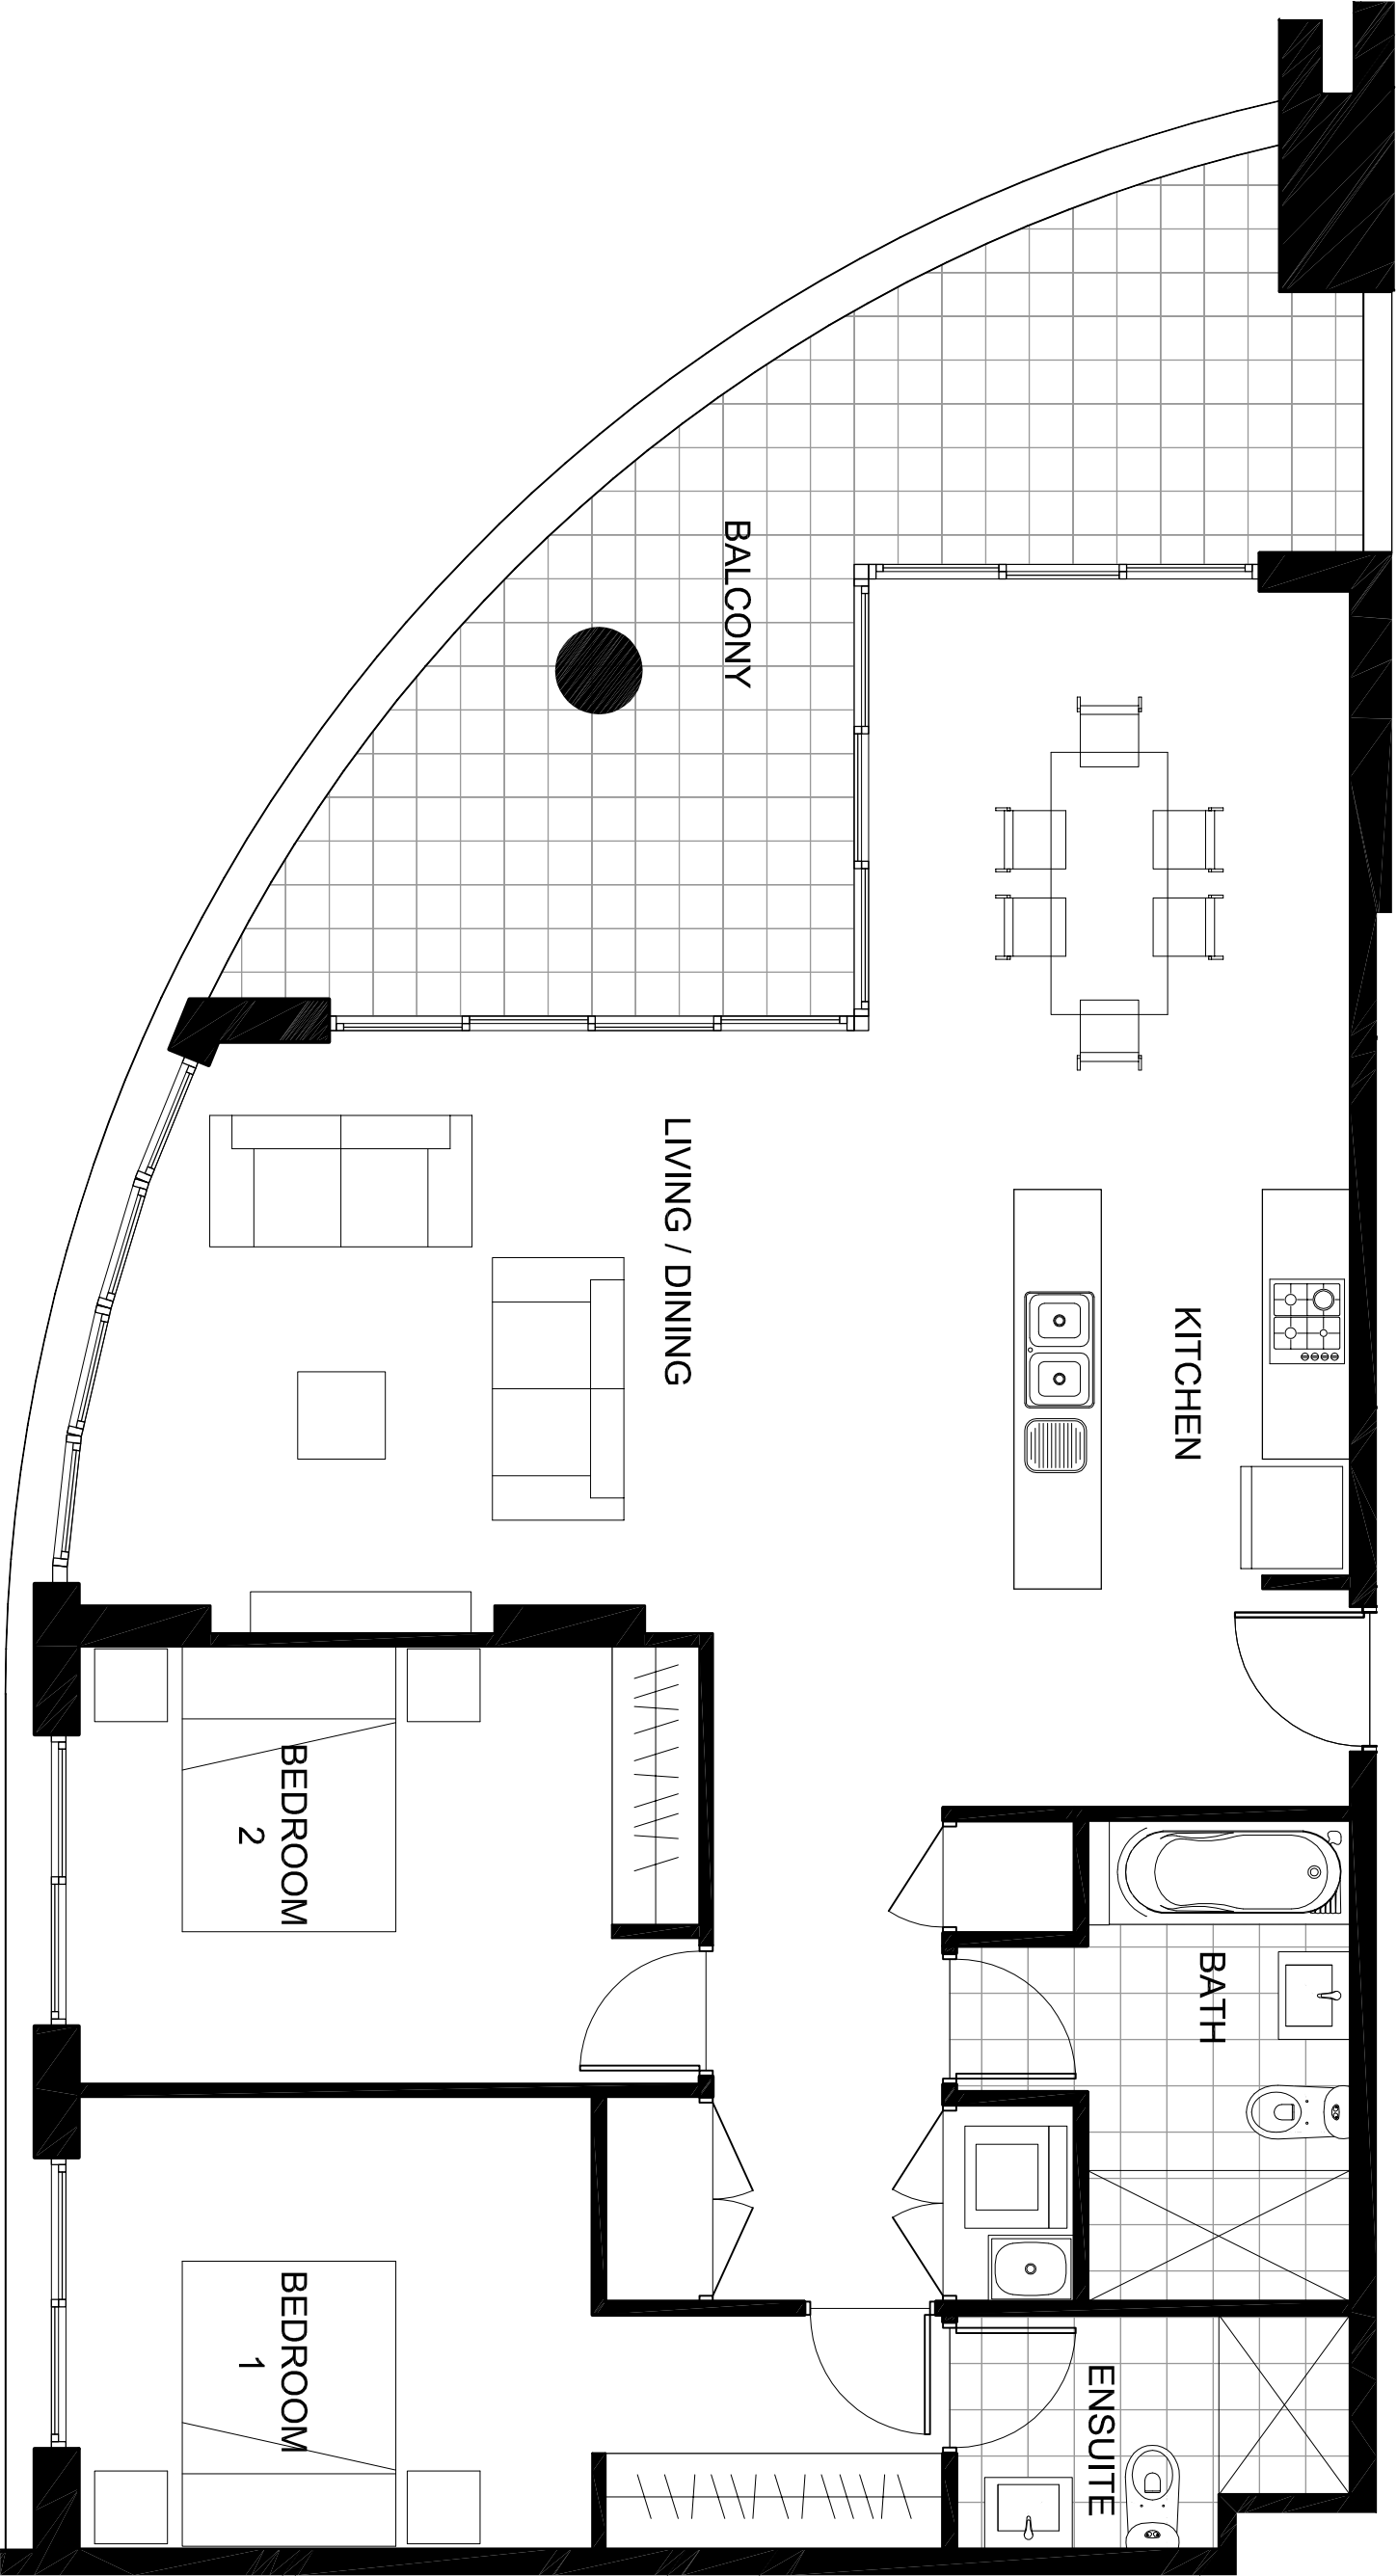 BALCONY
LIVING / DINING
KITCHEN
BEDROOM
2
BATH
BEDROOM
1
ENSUITE